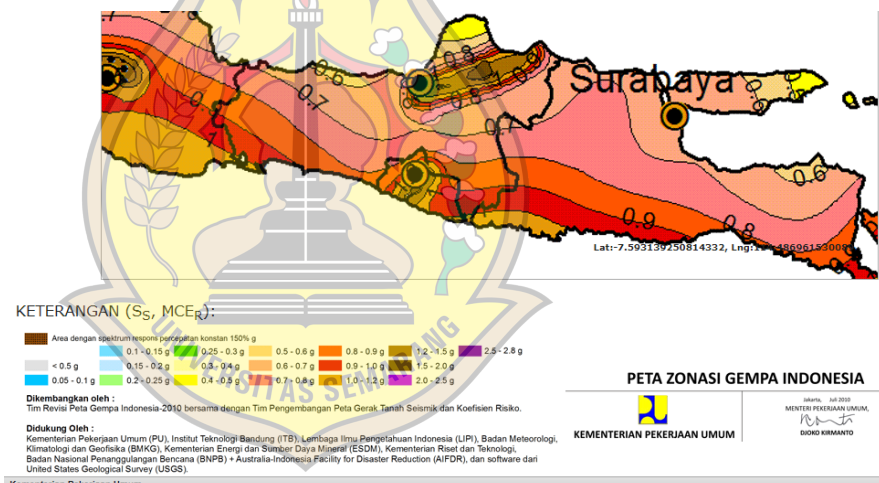 0.6
0.8
0.7
Surabaya
0.7
0.6
0.9
0.8
Lat:-7.593139250814332, Lng:
KETERANGAN (SS, MCER):
Area dengan spektrum respons percepatan konstan 150% g
0.1 - 0.15 g 0.25 - 0.3 g 0.5 - 0.6 g 0.8 - 0.9 g 1.2 - 1.5 g 2.5 - 2.8 g
< 0.5 g 0.15 - 0.2 g 0.3 - 0.4 g 0.6 - 0.7 g 0.9 - 1.0 g 1.5 - 2.0 g
0.05 - 0.1 g 0.2 - 0.25 g 0.4 - 0.5 g 0.7 - 0.8 g 1.0 - 1.2 g 2.0 - 2.5 g
UNIVERSITAS SEMARANG
Dikembangkan oleh :
Tim Revisi Peta Gempa Indonesia-2010 bersama dengan Tim Pengembangan Peta Gerak Tanah Seismik dan Koefisien Risiko.
Didukung Oleh :
Kementerian Pekerjaan Umum (PU), Institut Teknologi Bandung (ITB), Lembaga Ilmu Pengetahuan Indonesia (LIPI), Badan Meteorologi,
Klimatologi dan Geofisika (BMKG), Kementerian Energi dan Sumber Daya Mineral (ESDM), Kementerian Riset dan Teknologi,
Badan Nasional Penanggulangan Bencana (BNPB) + Australia-Indonesia Facility for Disaster Reduction (AIFDR), dan software dari
United States Geological Survey (USGS).
PETA ZONASI GEMPA INDONESIA
KEMENTERIAN PEKERJAAN UMUM
Jakarta, Juli 2010
MENTERI PEKERJAAN UMUM,
DJOKO KIRMANTO